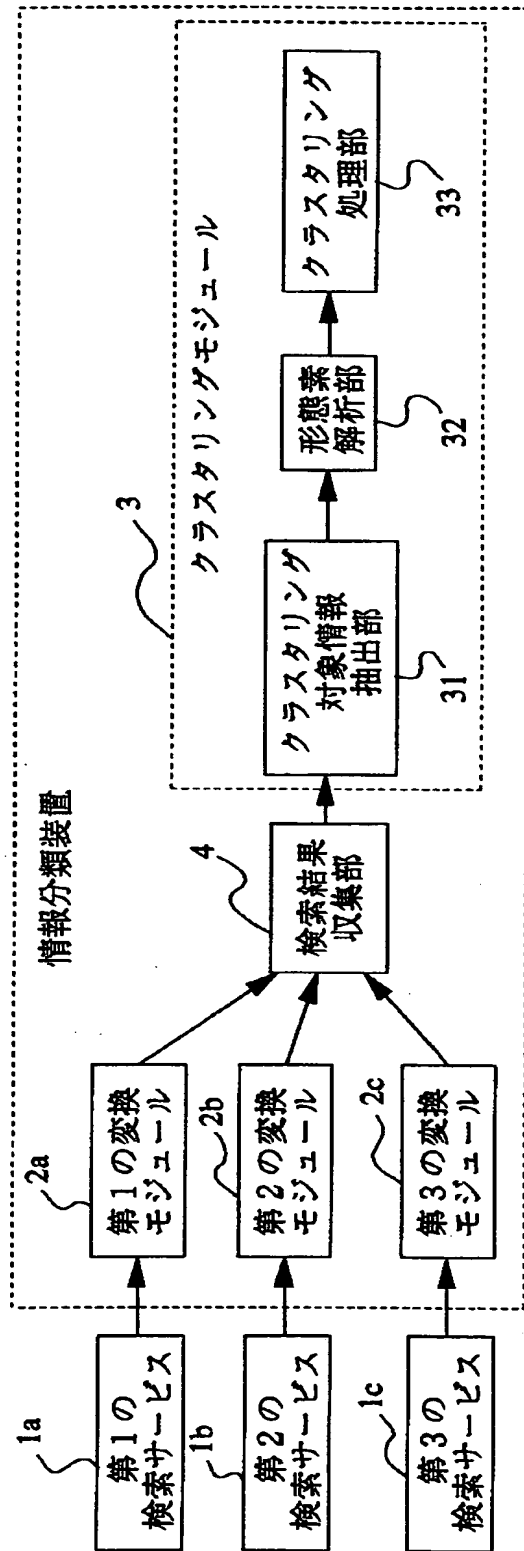 情報分類装置
1a
第1の
検索サービス
1b
第2の
検索サービス
1c
第3の
検索サービス
2a
第1の変換
モジュール
2b
第2の変換
モジュール
2c
第3の変換
モジュール
4
検索結果
収集部
3
クラスタリングモジュール
クラスタリング
対象情報
抽出部
31
形態素
解析部
32
クラスタリング
処理部
33